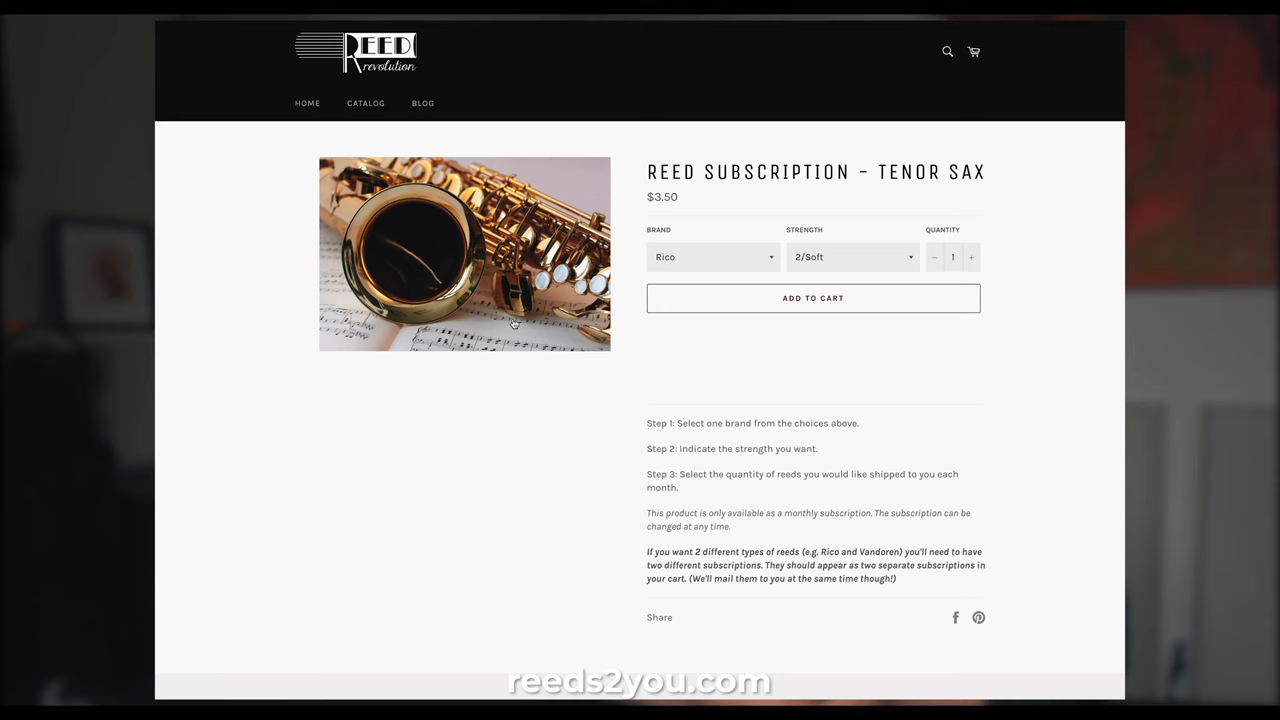 REED
revolution
HOME CATALOG BLOG
REED SUBSCRIPTION - TENOR SAX
$3.50
BRAND STRENGTH QUANTITY
Rico 2/Soft − 1 +
ADD TO CART
Step 1: Select one brand from the choices above.
Step 2: Indicate the strength you want.
Step 3: Select the quantity of reeds you would like shipped to you each
month.
This product is only available as a monthly subscription. The subscription can be
changed at any time.
If you want 2 different types of reeds (e.g. Rico and Vandoren) you'll need to have
two different subscriptions. They should appear as two separate subscriptions in
your cart. (We'll mail them to you at the same time though!)
Share
reeds2you.com